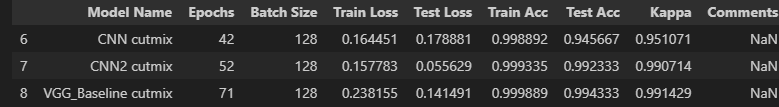 Model Name Epochs Batch Size Train Loss Test Loss Train Acc Test Acc Kappa Comments
6 CNN cutmix 42 128 0.164451 0.178881 0.998892 0.945667 0.951071 NaN
7 CNN2 cutmix 52 128 0.157783 0.055629 0.999335 0.992333 0.990714 NaN
8 VGG_Baseline cutmix 71 128 0.238155 0.141491 0.999889 0.994333 0.991429 NaN